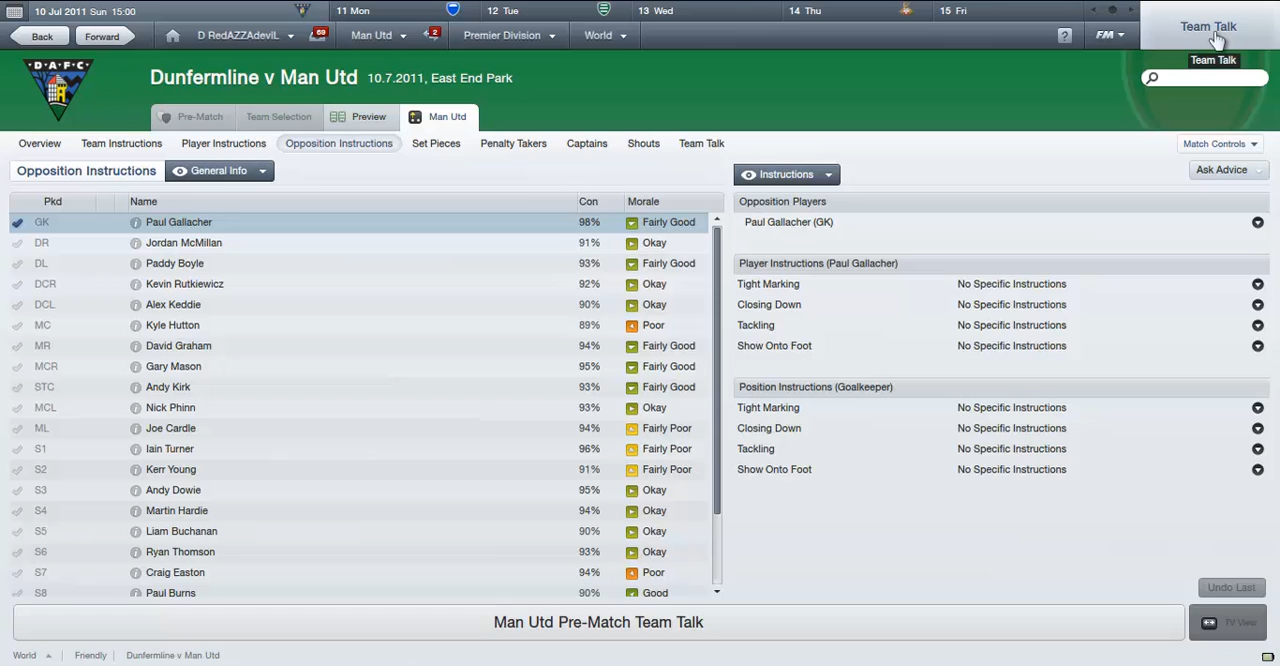 10 Jul 2011 Sun 15:00 11 Mon 12 Tue 13 Wed 14 Thu 15 Fri
Back Forward D RedAZZAdeviL 69 Man Utd 2 Premier Division World ? FM Team Talk
Team Talk
D.A.F.C.
Dunfermline v Man Utd 10.7.2011, East End Park
Pre-Match Team Selection Preview Man Utd
Overview Team Instructions Player Instructions Opposition Instructions Set Pieces Penalty Takers Captains Shouts Team Talk Match Controls
Opposition Instructions General Info Instructions Ask Advice
Pkd Name Con Morale Opposition Players
GK Paul Gallacher 98% Fairly Good Paul Gallacher (GK)
DR Jordan McMillan 91% Okay
DL Paddy Boyle 93% Fairly Good Player Instructions (Paul Gallacher)
DCR Kevin Rutkiewicz 92% Okay Tight Marking No Specific Instructions
DCL Alex Keddie 90% Okay Closing Down No Specific Instructions
MC Kyle Hutton 89% Poor Tackling No Specific Instructions
MR David Graham 94% Fairly Good Show Onto Foot No Specific Instructions
MCR Gary Mason 95% Fairly Good
STC Andy Kirk 93% Fairly Good Position Instructions (Goalkeeper)
MCL Nick Phinn 93% Okay Tight Marking No Specific Instructions
ML Joe Cardle 94% Fairly Poor Closing Down No Specific Instructions
S1 Iain Turner 96% Fairly Poor Tackling No Specific Instructions
S2 Kerr Young 91% Fairly Poor Show Onto Foot No Specific Instructions
S3 Andy Dowie 95% Okay
S4 Martin Hardie 94% Okay
S5 Liam Buchanan 90% Okay
S6 Ryan Thomson 93% Okay
S7 Craig Easton 94% Poor
S8 Paul Burns 90% Good Undo Last
Man Utd Pre-Match Team Talk TV View
World Friendly Dunfermline v Man Utd